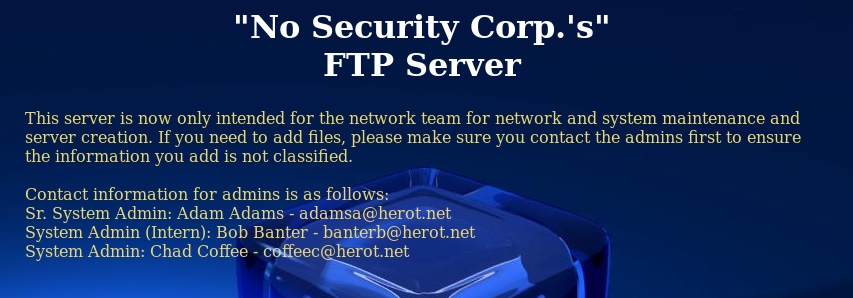 "No Security Corp.'s"
FTP Server
This server is now only intended for the network team for network and system maintenance and
server creation. If you need to add files, please make sure you contact the admins first to ensure
the information you add is not classified.
Contact information for admins is as follows:
Sr. System Admin: Adam Adams - adamsa@herot.net
System Admin (Intern): Bob Banter - banterb@herot.net
System Admin: Chad Coffee - coffeec@herot.net